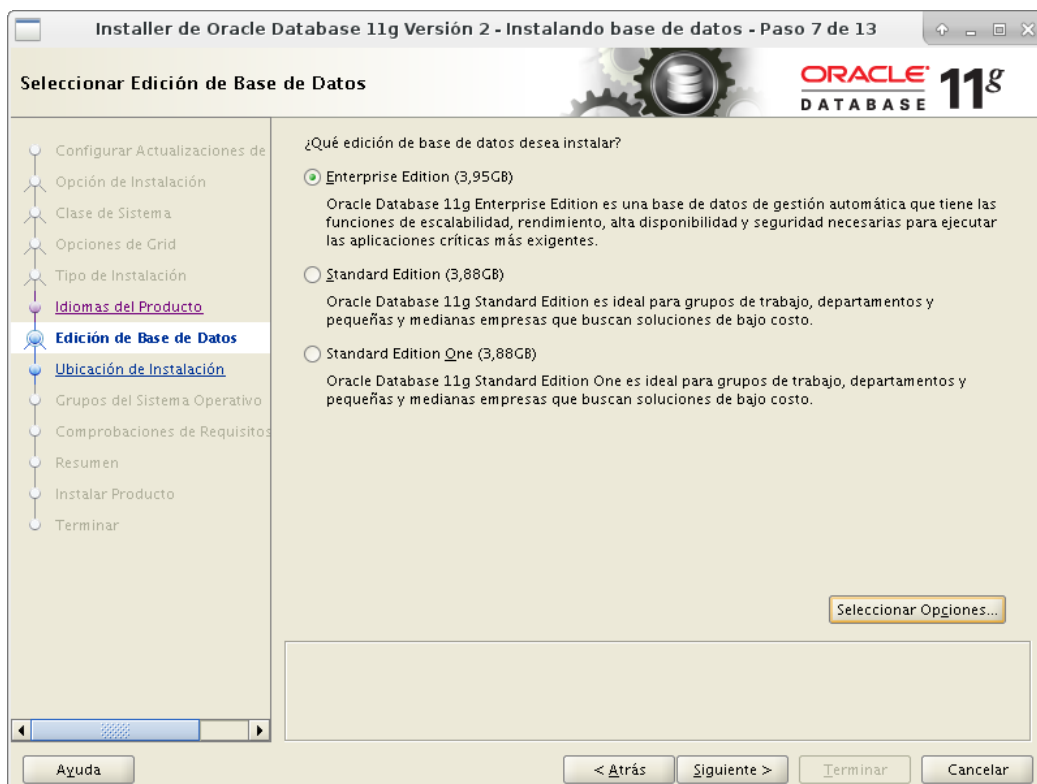 Installer de Oracle Database 11g Versión 2 - Instalando base de datos - Paso 7 de 13
Seleccionar Edición de Base de Datos
ORACLE
DATABASE
11g
Configurar Actualizaciones de
Opción de Instalación
Clase de Sistema
Opciones de Grid
Tipo de Instalación
Idiomas del Producto
Edición de Base de Datos
Ubicación de Instalación
Grupos del Sistema Operativo
Comprobaciones de Requisitos
Resumen
Instalar Producto
Terminar
¿Qué edición de base de datos desea instalar?
Enterprise Edition (3,95GB)
Oracle Database 11g Enterprise Edition es una base de datos de gestión automática que tiene las
funciones de escalabilidad, rendimiento, alta disponibilidad y seguridad necesarias para ejecutar
las aplicaciones críticas más exigentes.
Standard Edition (3,88GB)
Oracle Database 11g Standard Edition es ideal para grupos de trabajo, departamentos y
pequeñas y medianas empresas que buscan soluciones de bajo costo.
Standard Edition One (3,88GB)
Oracle Database 11g Standard Edition One es ideal para grupos de trabajo, departamentos y
pequeñas y medianas empresas que buscan soluciones de bajo costo.
Seleccionar Opciones...
Ayuda
< Atrás
Siguiente >
Terminar
Cancelar